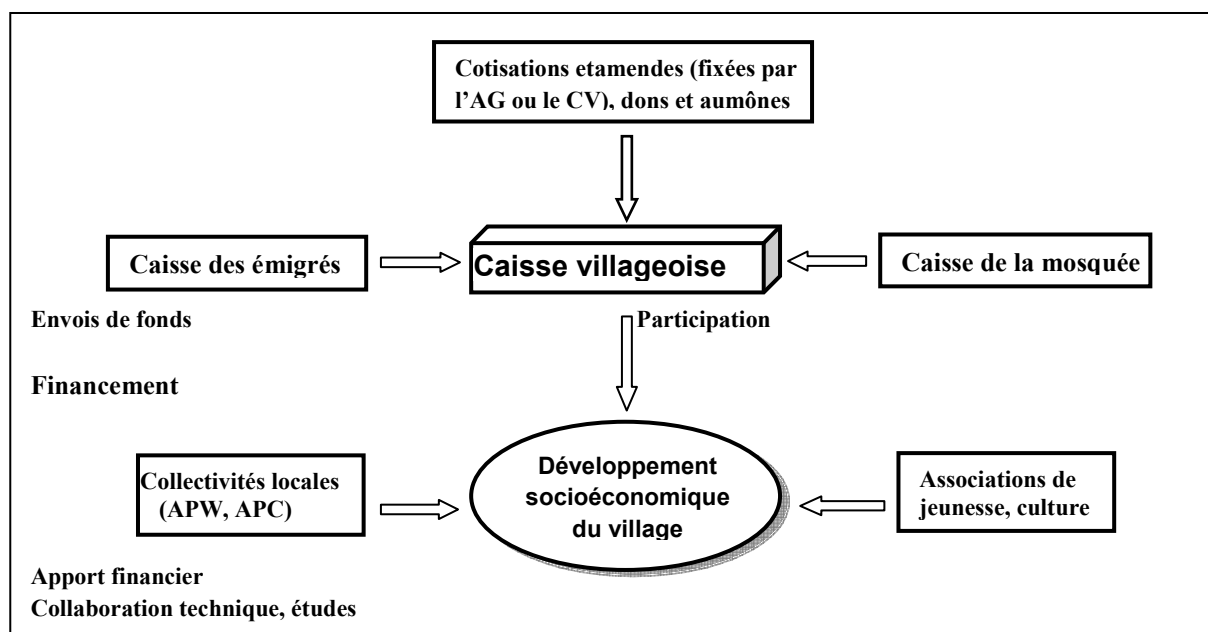 Cotisations etamendes (fixées par
l'AG ou le CV), dons et aumônes
Caisse des émigrés
Caisse villageoise
Caisse de la mosquée
Envois de fonds
Participation
Financement
Collectivités locales
(APW, APC)
Développement
socioéconomique
du village
Associations de
jeunesse, culture
Apport financier
Collaboration technique, études